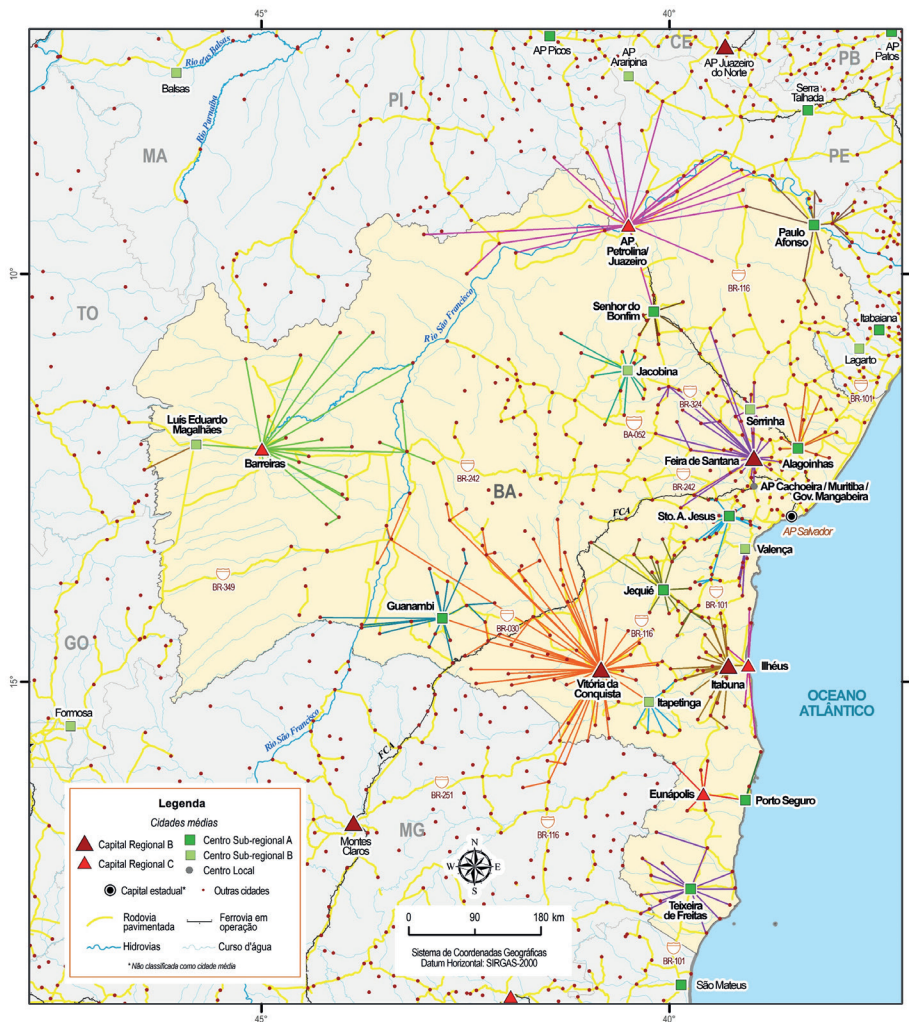 45°
40°
Rio das Balsas
Balsas
AP Picos
AP
Araripina
CE
AP Juazeiro
do Norte
PB
AP
Patos
Serra
Talhada
PI
Rio Parnaíba
MA
PE
AP
Petrolina/
Juazeiro
Paulo
Afonso
10°
10°
BR-116
TO
Rio São Francisco
Senhor do
Bonfim
Itabaiana
Lagarto
Jacobina
BR-324
BR-101
Luís Eduardo
Magalhães
Serrinha
BA-052
Barreiras
Feira de Santana
Alagoinhas
BR-242
BR-242
BA
AP Cachoeira / Muritiba /
Gov. Mangabeira
FCA
Sto. A. Jesus
AP Salvador
Valença
BR-349
Jequié
BR-101
Guanambi
BR-030
BR-116
GO
Vitória da
Conquista
Itabuna
Ilhéus
15°
15°
Itapetinga
OCEANO
ATLÂNTICO
Formosa
Rio São Francisco
FCA
BR-251
Eunápolis
Porto Seguro
BR-116
MG
Montes
Claros
Teixeira
de Freitas
BR-101
São Mateus
Legenda
Cidades médias
Capital Regional B
Capital Regional C
Centro Sub-regional A
Centro Sub-regional B
Centro Local
Capital estadual*
Outras cidades
Rodovia
pavimentada
Ferrovia em
operação
Hidrovias
Curso d'água
* Não classificada como cidade média
N
W
E
S
0
90
180 km
Sistema de Coordenadas Geográficas
Datum Horizontal: SIRGAS-2000
45°
40°